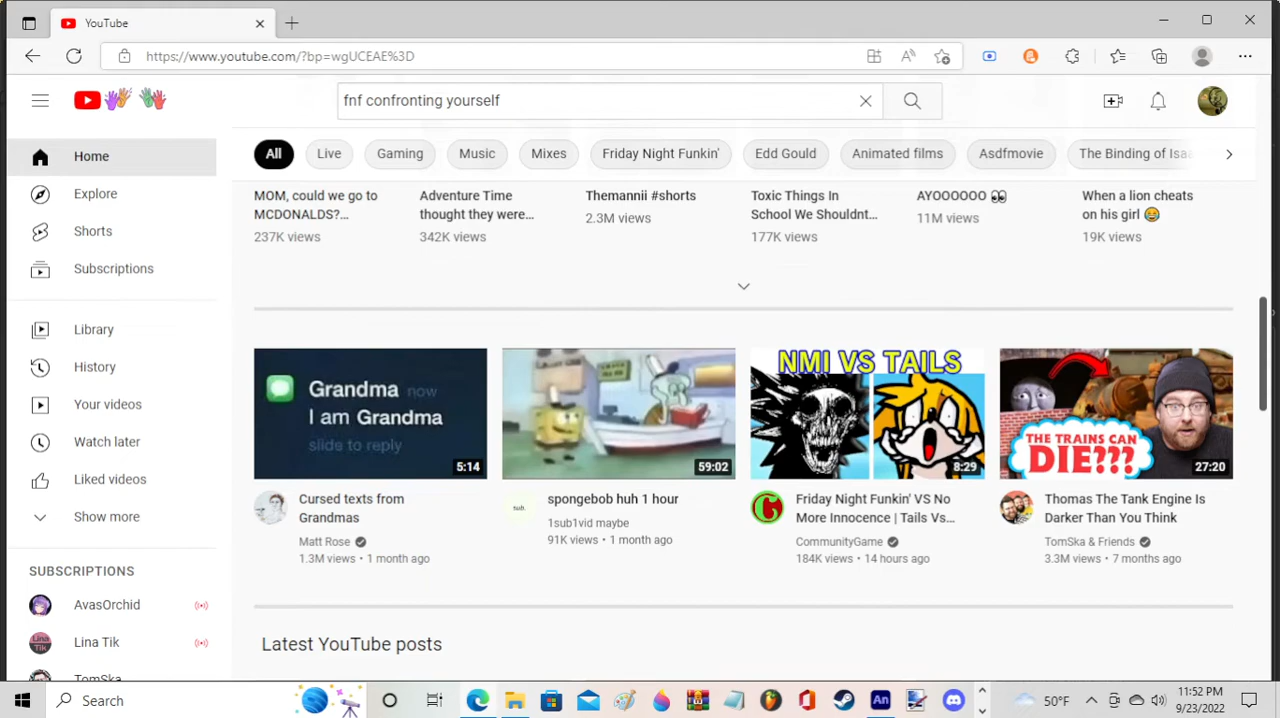 YouTube
https://www.youtube.com/?bp=wgUCEAE%3D
fnf confronting yourself
Home
Explore
Shorts
Subscriptions
Library
History
Your videos
Watch later
Liked videos
Show more
SUBSCRIPTIONS
AvasOrchid
Lina Tik
TomSka
All
Live
Gaming
Music
Mixes
Friday Night Funkin'
Edd Gould
Animated films
Asdfmovie
The Binding of Isaa
MOM, could we go to
MCDONALDS?...
237K views
Adventure Time
thought they were...
342K views
Themannii #shorts
2.3M views
Toxic Things In
School We Shouldnt...
177K views
AYOOOOO 👀
11M views
When a lion cheats
on his girl 😂
19K views
Grandma now
I am Grandma
slide to reply
5:14
Cursed texts from
Grandmas
Matt Rose
1.3M views • 1 month ago
59:02
sub.
spongebob huh 1 hour
1sub1vid maybe
91K views • 1 month ago
NMI VS TAILS
8:29
Friday Night Funkin' VS No
More Innocence | Tails Vs...
CommunityGame
184K views • 14 hours ago
THE TRAINS CAN
DIE???
27:20
Thomas The Tank Engine Is
Darker Than You Think
TomSka & Friends
3.3M views • 7 months ago
Latest YouTube posts
Search
An
50°F
11:52 PM
9/23/2022